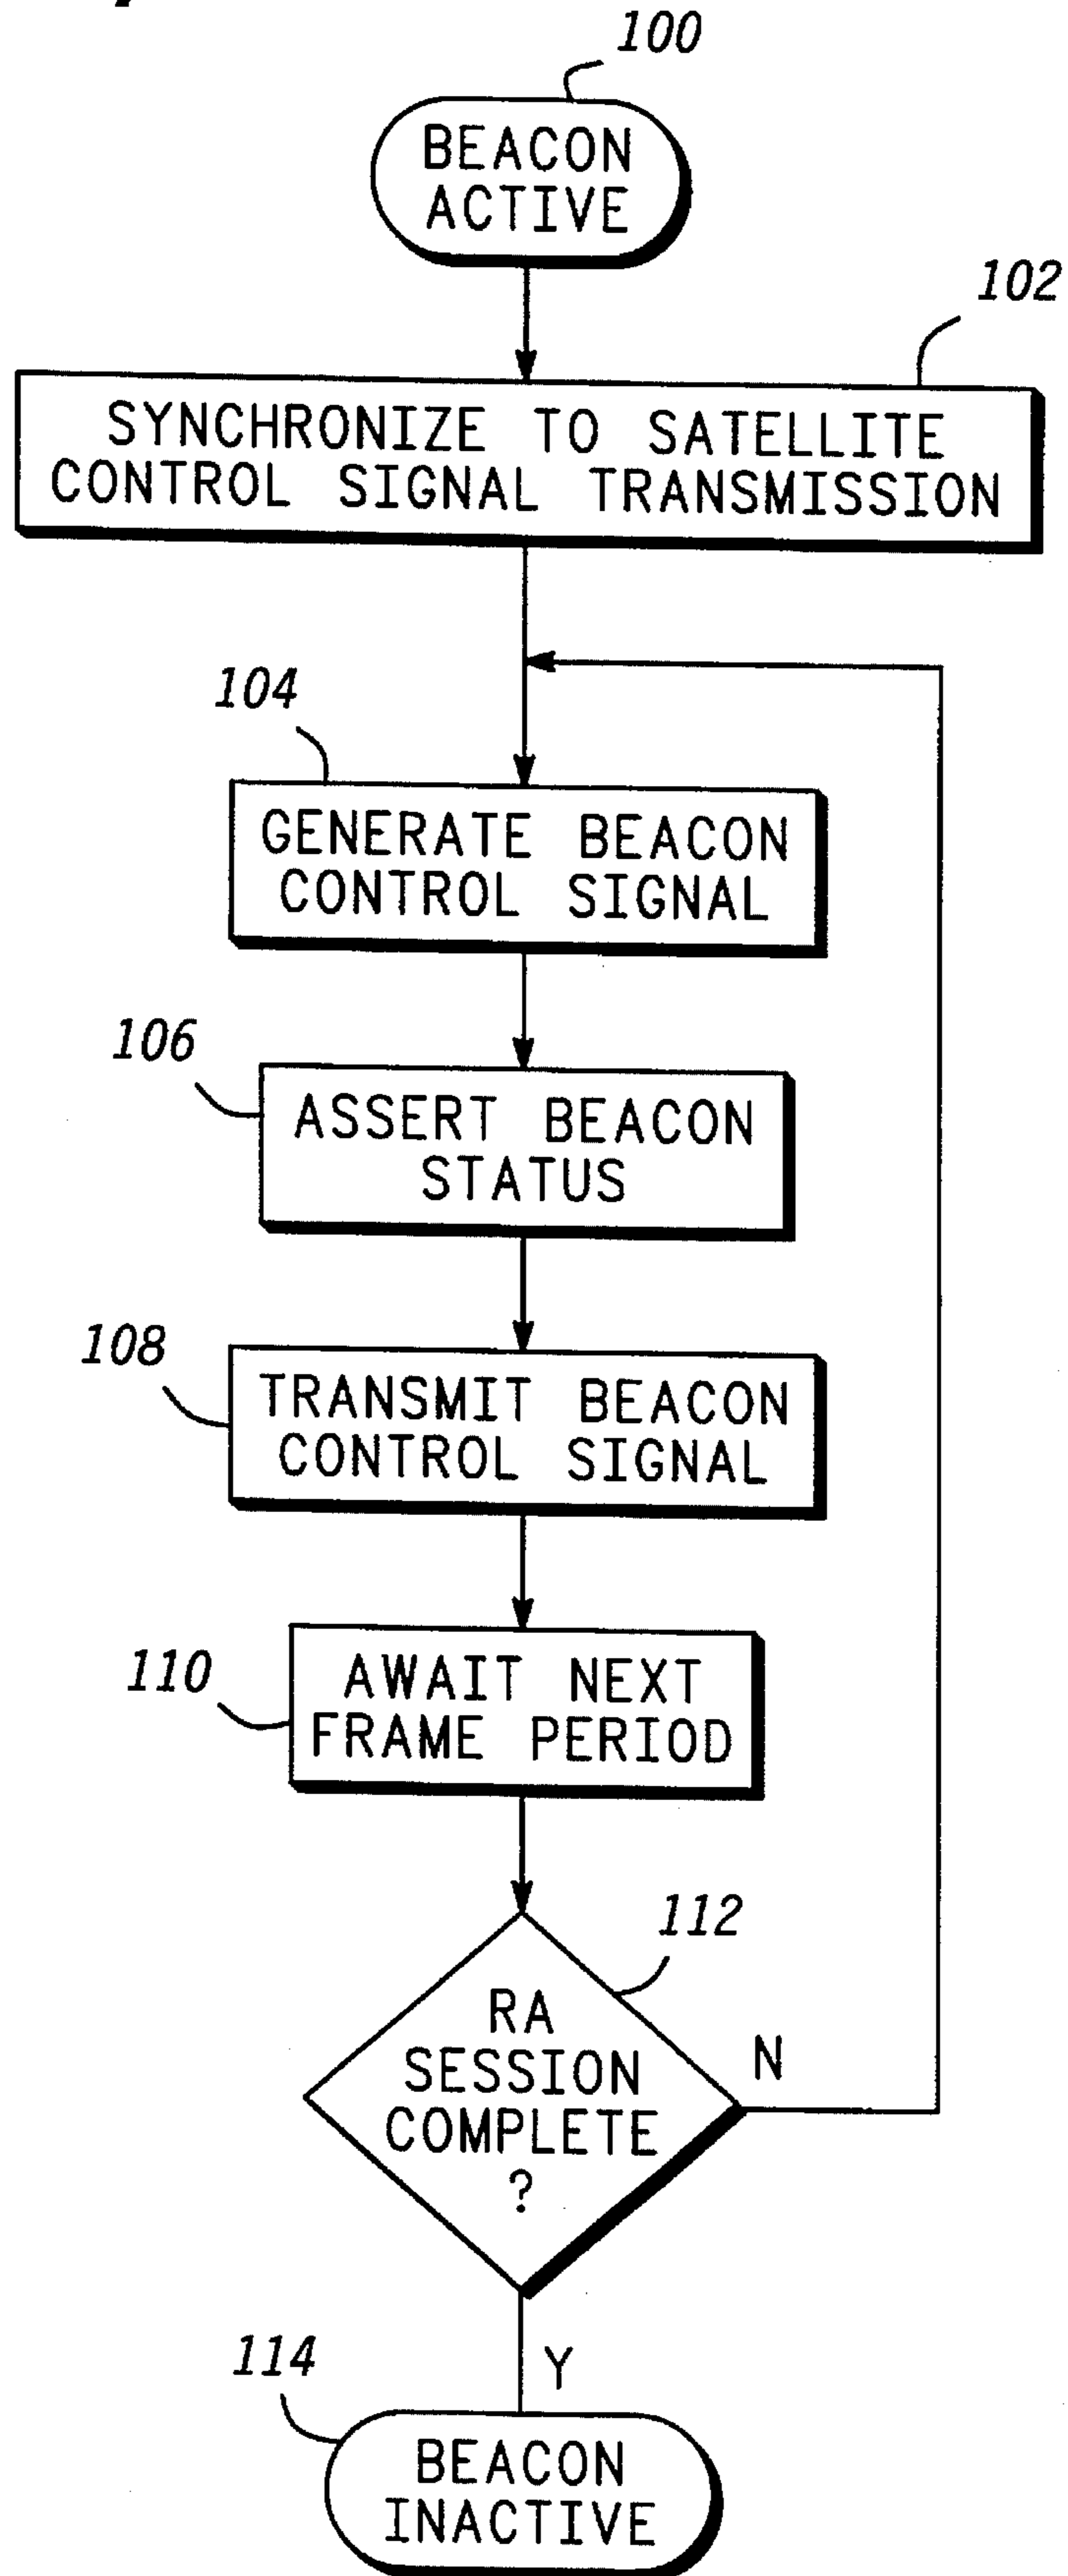 100
BEACON
ACTIVE
102
SYNCHRONIZE TO SATELLITE
CONTROL SIGNAL TRANSMISSION
104
GENERATE BEACON
CONTROL SIGNAL
106
ASSERT BEACON
STATUS
108
TRANSMIT BEACON
CONTROL SIGNAL
110
AWAIT NEXT
FRAME PERIOD
112
RA
SESSION
COMPLETE
?
N
Y
114
BEACON
INACTIVE